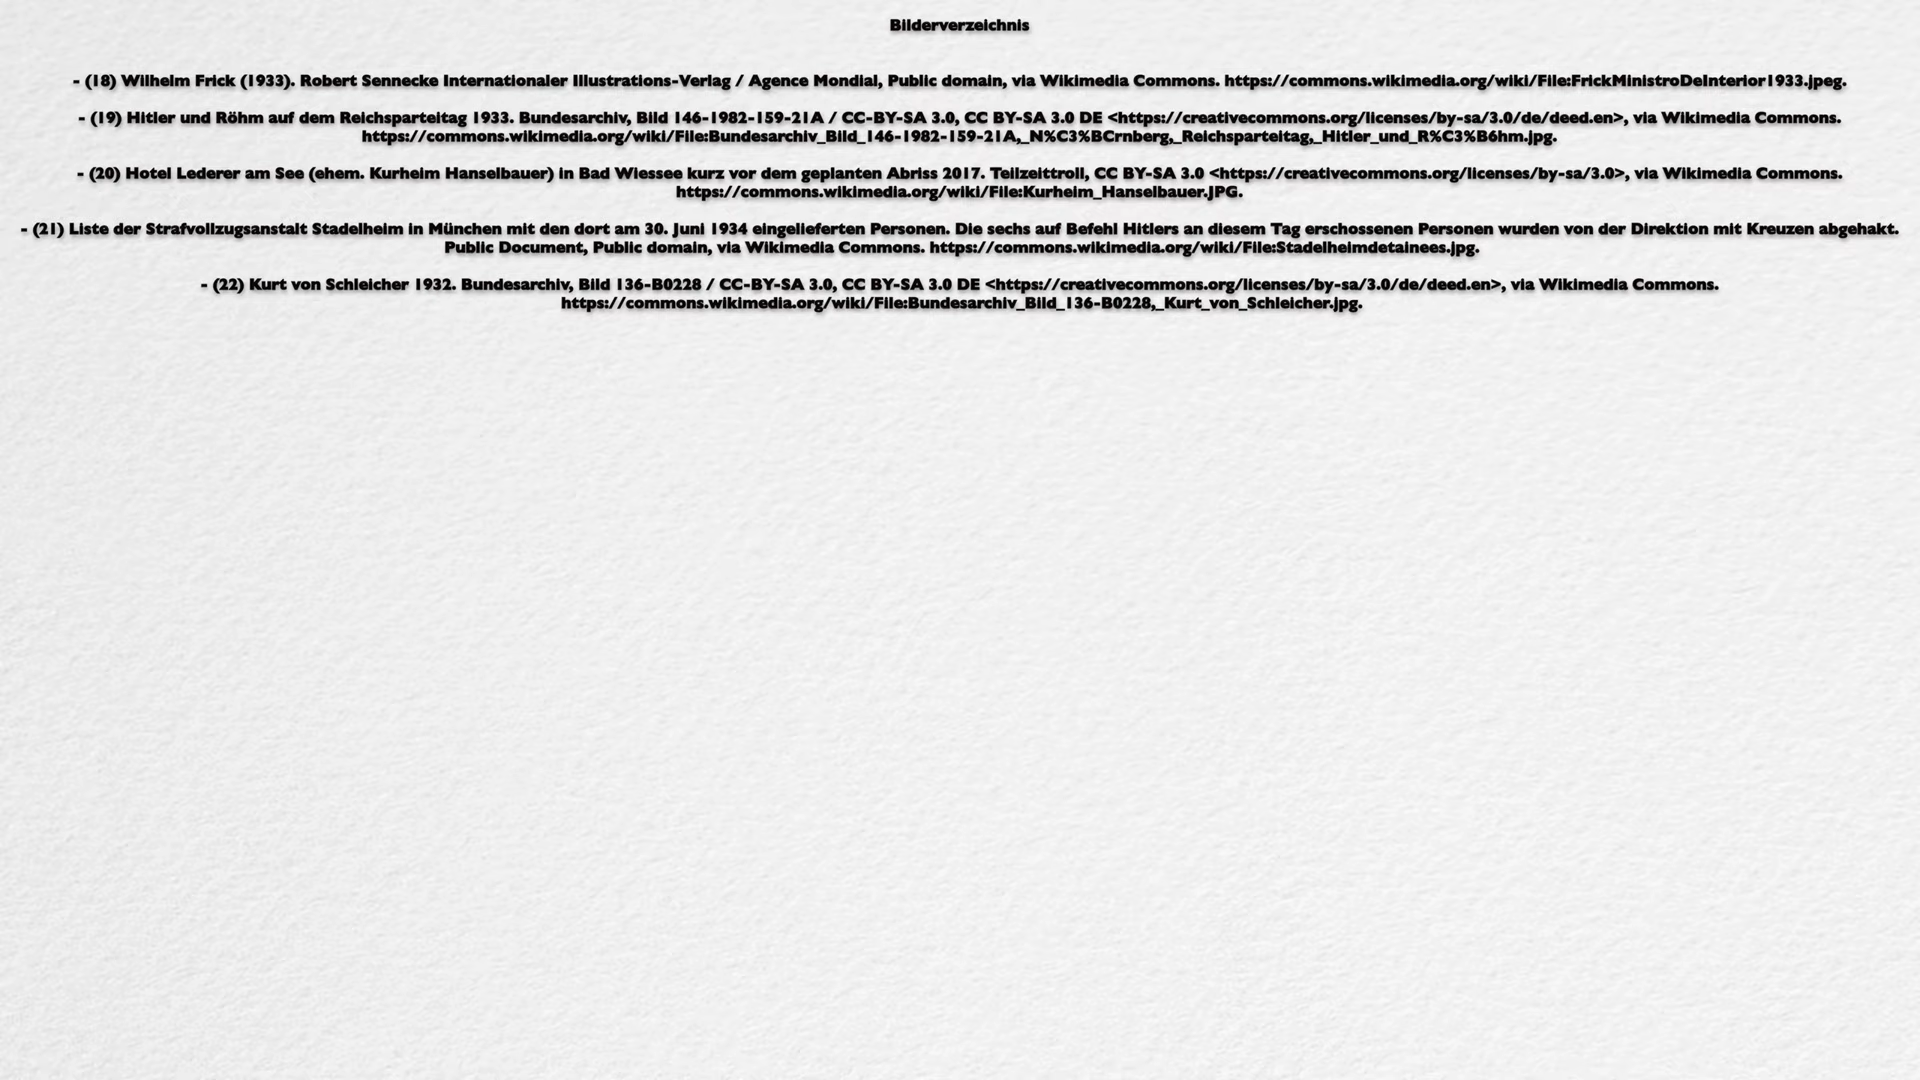 Bilderverzeichnis
- (18) Wilhelm Frick (1933). Robert Sennecke Internationaler Illustrations-Verlag / Agence Mondial, Public domain, via Wikimedia Commons. https://commons.wikimedia.org/wiki/File:FrickMinistroDeInterior1933.jpeg.
- (19) Hitler und Röhm auf dem Reichsparteitag 1933. Bundesarchiv, Bild 146-1982-159-21A / CC-BY-SA 3.0, CC BY-SA 3.0 DE <https://creativecommons.org/licenses/by-sa/3.0/de/deed.en>, via Wikimedia Commons.
https://commons.wikimedia.org/wiki/File:Bundesarchiv_Bild_146-1982-159-21A,_N%C3%BCrnberg,_Reichsparteitag,_Hitler_und_R%C3%B6hm.jpg.
- (20) Hotel Lederer am See (ehem. Kurheim Hanselbauer) in Bad Wiessee kurz vor dem geplanten Abriss 2017. Teilzeittroll, CC BY-SA 3.0 <https://creativecommons.org/licenses/by-sa/3.0>, via Wikimedia Commons.
https://commons.wikimedia.org/wiki/File:Kurheim_Hanselbauer.JPG.
- (21) Liste der Strafvollzugsanstalt Stadelheim in München mit den dort am 30. Juni 1934 eingelieferten Personen. Die sechs auf Befehl Hitlers an diesem Tag erschossenen Personen wurden von der Direktion mit Kreuzen abgehakt.
Public Document, Public domain, via Wikimedia Commons. https://commons.wikimedia.org/wiki/File:Stadelheimdetainees.jpg.
- (22) Kurt von Schleicher 1932. Bundesarchiv, Bild 136-B0228 / CC-BY-SA 3.0, CC BY-SA 3.0 DE <https://creativecommons.org/licenses/by-sa/3.0/de/deed.en>, via Wikimedia Commons.
https://commons.wikimedia.org/wiki/File:Bundesarchiv_Bild_136-B0228,_Kurt_von_Schleicher.jpg.